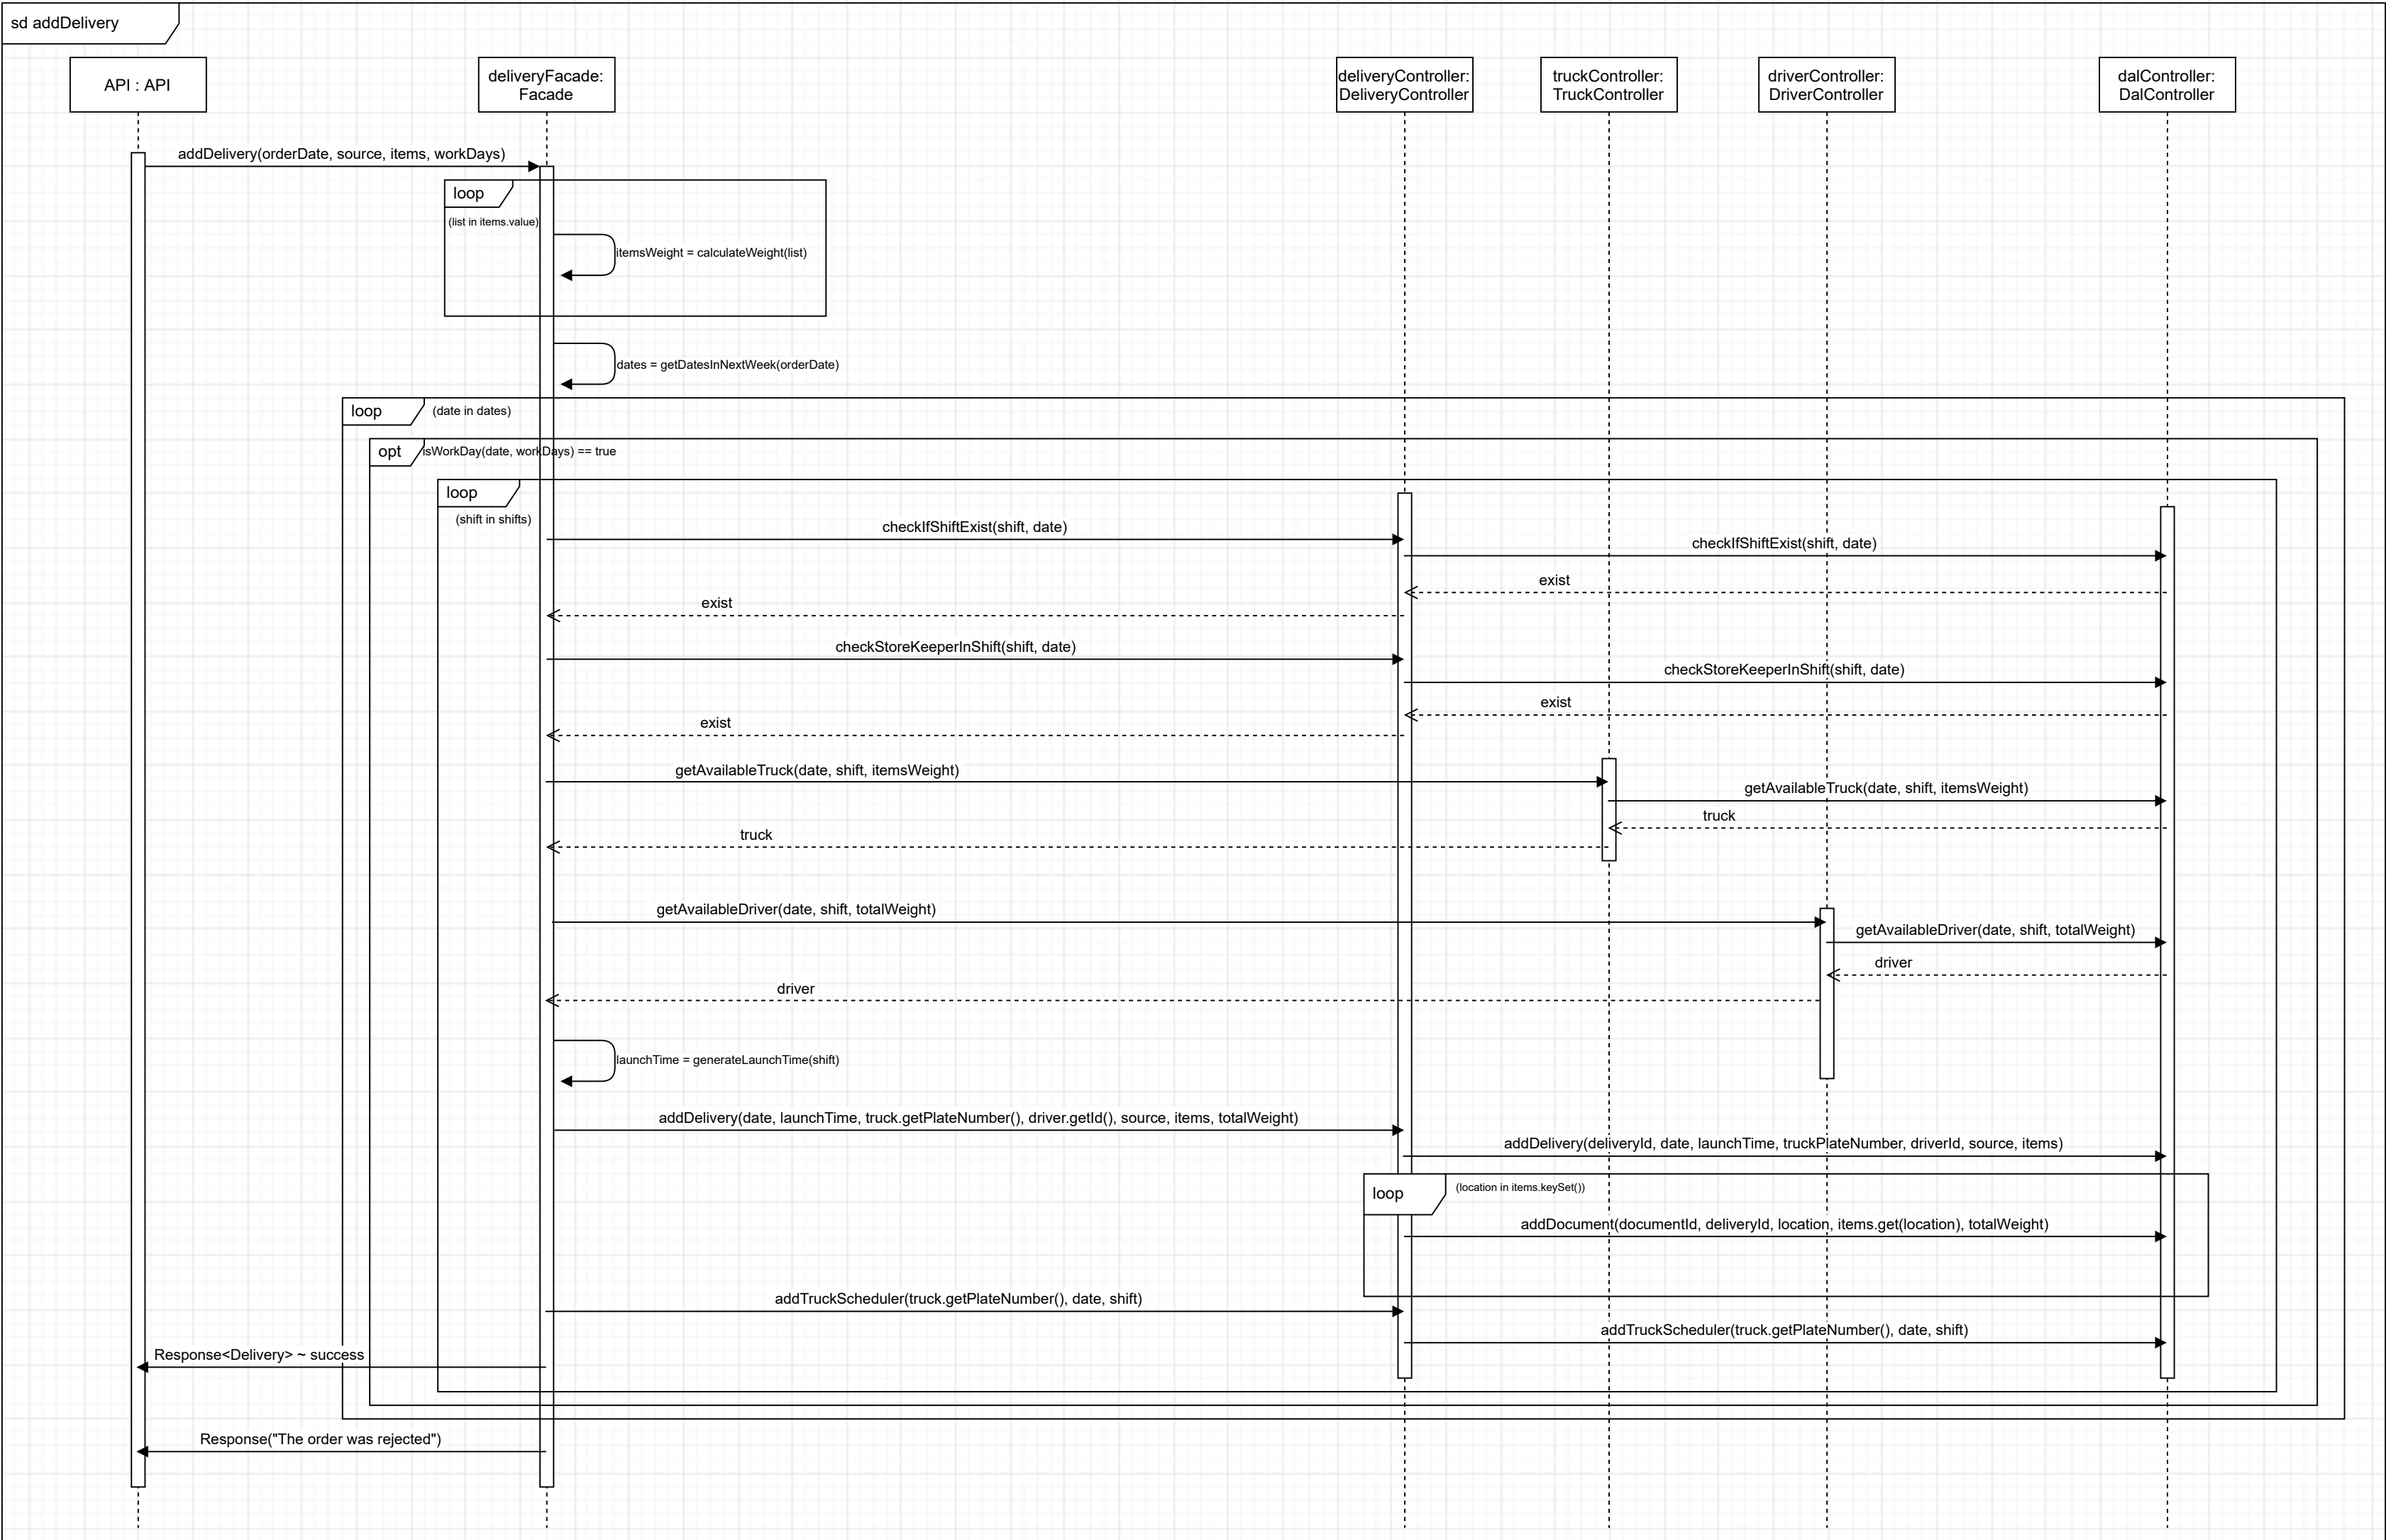 sd addDelivery
API : API
deliveryFacade:
Facade
deliveryController:
DeliveryController
truckController:
TruckController
driverController:
DriverController
dalController:
DalController
addDelivery(orderDate, source, items, workDays)
loop
(list in items.value)
itemsWeight = calculateWeight(list)
dates = getDatesInNextWeek(orderDate)
loop
(date in dates)
opt
isWorkDay(date, workDays) == true
loop
(shift in shifts)
checkIfShiftExist(shift, date)
checkIfShiftExist(shift, date)
exist
exist
checkStoreKeeperInShift(shift, date)
checkStoreKeeperInShift(shift, date)
exist
exist
getAvailableTruck(date, shift, itemsWeight)
getAvailableTruck(date, shift, itemsWeight)
truck
truck
getAvailableDriver(date, shift, totalWeight)
getAvailableDriver(date, shift, totalWeight)
driver
driver
launchTime = generateLaunchTime(shift)
addDelivery(date, launchTime, truck.getPlateNumber(), driver.getId(), source, items, totalWeight)
addDelivery(deliveryId, date, launchTime, truckPlateNumber, driverId, source, items)
loop
(location in items.keySet())
addDocument(documentId, deliveryId, location, items.get(location), totalWeight)
addTruckScheduler(truck.getPlateNumber(), date, shift)
addTruckScheduler(truck.getPlateNumber(), date, shift)
Response<Delivery> ~ success
Response("The order was rejected")